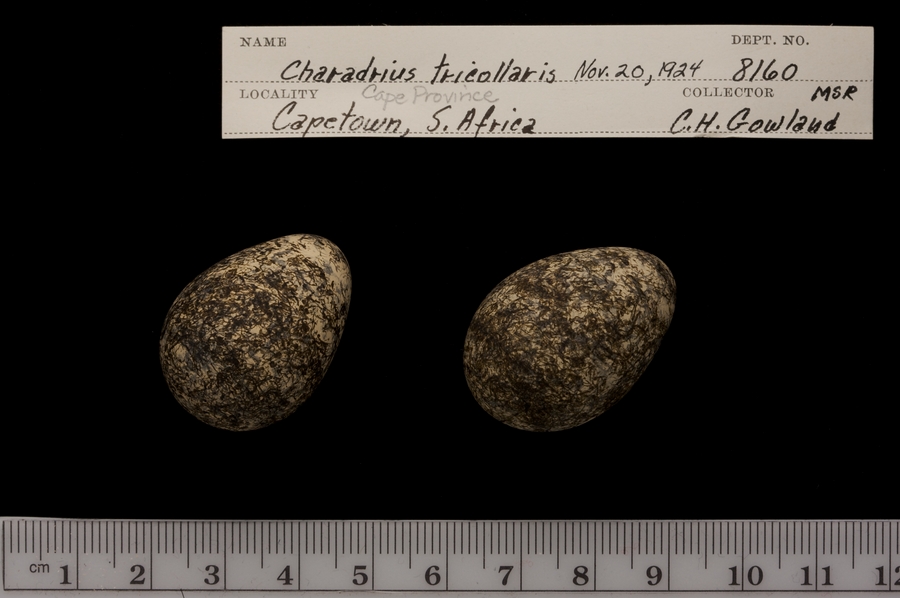 NAME DEPT. NO.
Charadrius tricollaris Nov. 20, 1924 8160
LOCALITY Cape Province COLLECTOR MSR
Capetown, S. Africa C.H. Gowland
cm 1 2 3 4 5 6 7 8 9 10 11 12